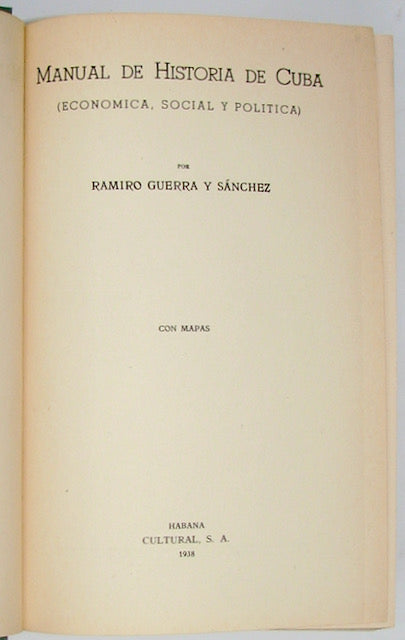 MANUAL DE HISTORIA DE CUBA
(ECONOMICA, SOCIAL Y POLITICA)
POR
RAMIRO GUERRA Y SÁNCHEZ
CON MAPAS
HABANA
CULTURAL, S. A.
1938